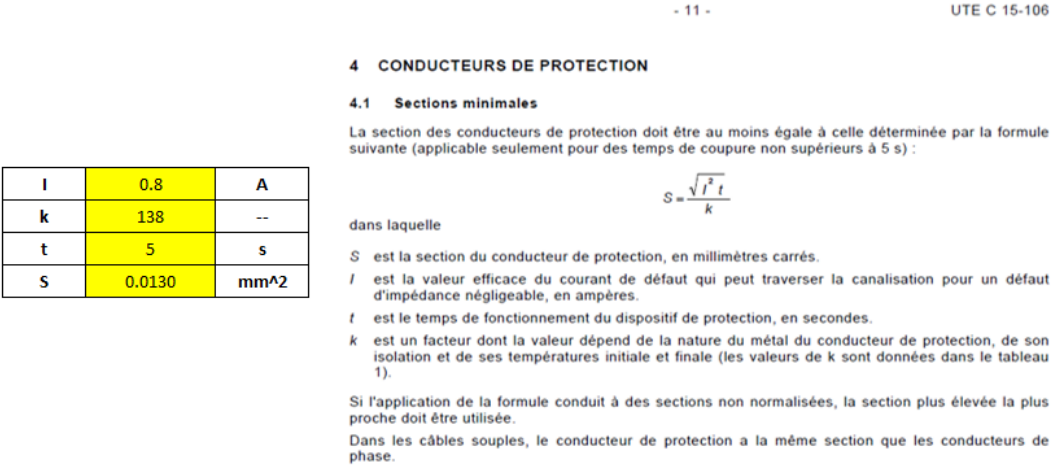 - 11 -
UTE C 15-106
4 CONDUCTEURS DE PROTECTION
4.1 Sections minimales
La section des conducteurs de protection doit être au moins égale à celle déterminée par la formule
suivante (applicable seulement pour des temps de coupure non supérieurs à 5 s) :
S = √(I² t) / k
dans laquelle
S est la section du conducteur de protection, en millimètres carrés.
I est la valeur efficace du courant de défaut qui peut traverser la canalisation pour un défaut
d'impédance négligeable, en ampères.
t est le temps de fonctionnement du dispositif de protection, en secondes.
k est un facteur dont la valeur dépend de la nature du métal du conducteur de protection, de son
isolation et de ses températures initiale et finale (les valeurs de k sont données dans le tableau
1).
Si l'application de la formule conduit à des sections non normalisées, la section plus élevée la plus
proche doit être utilisée.
Dans les câbles souples, le conducteur de protection a la même section que les conducteurs de
phase.
I 0.8 A
k 138 --
t 5 s
S 0.0130 mm^2